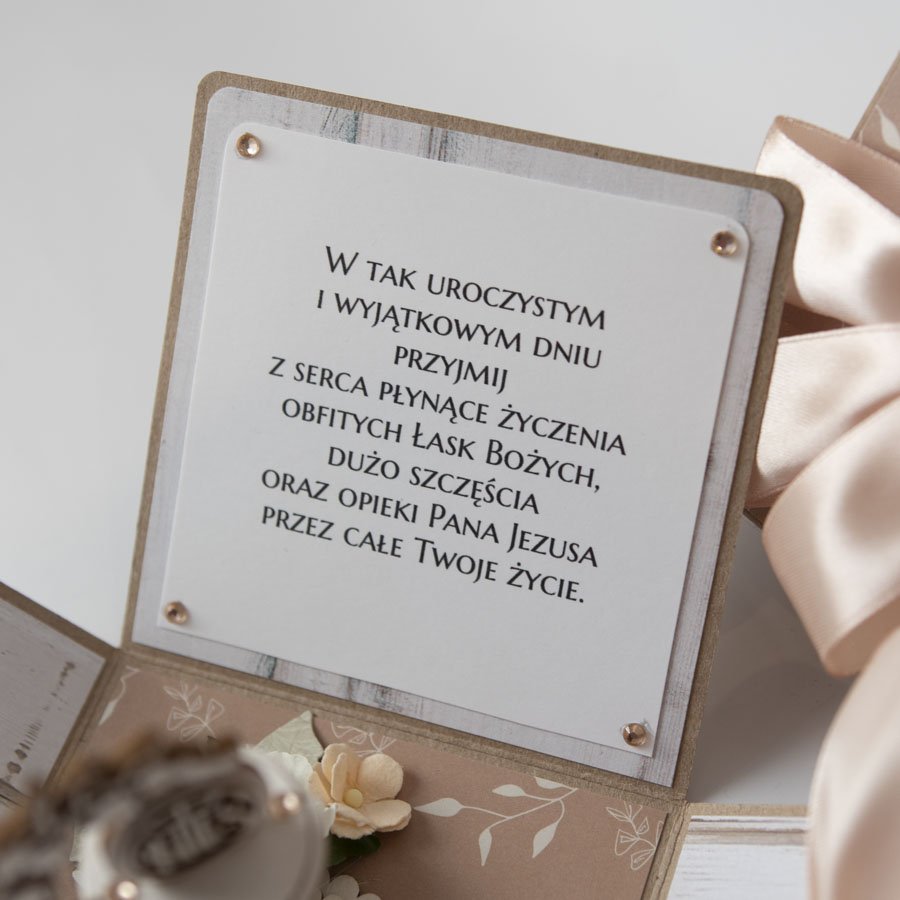 W TAK UROCZYSTYM
I WYJĄTKOWYM DNIU
PRZYJMIJ
Z SERCA PŁYNĄCE ŻYCZENIA
OBFITYCH ŁASK BOŻYCH,
DUŻO SZCZĘŚCIA
ORAZ OPIEKI PANA JEZUSA
PRZEZ CAŁE TWOJE ŻYCIE.